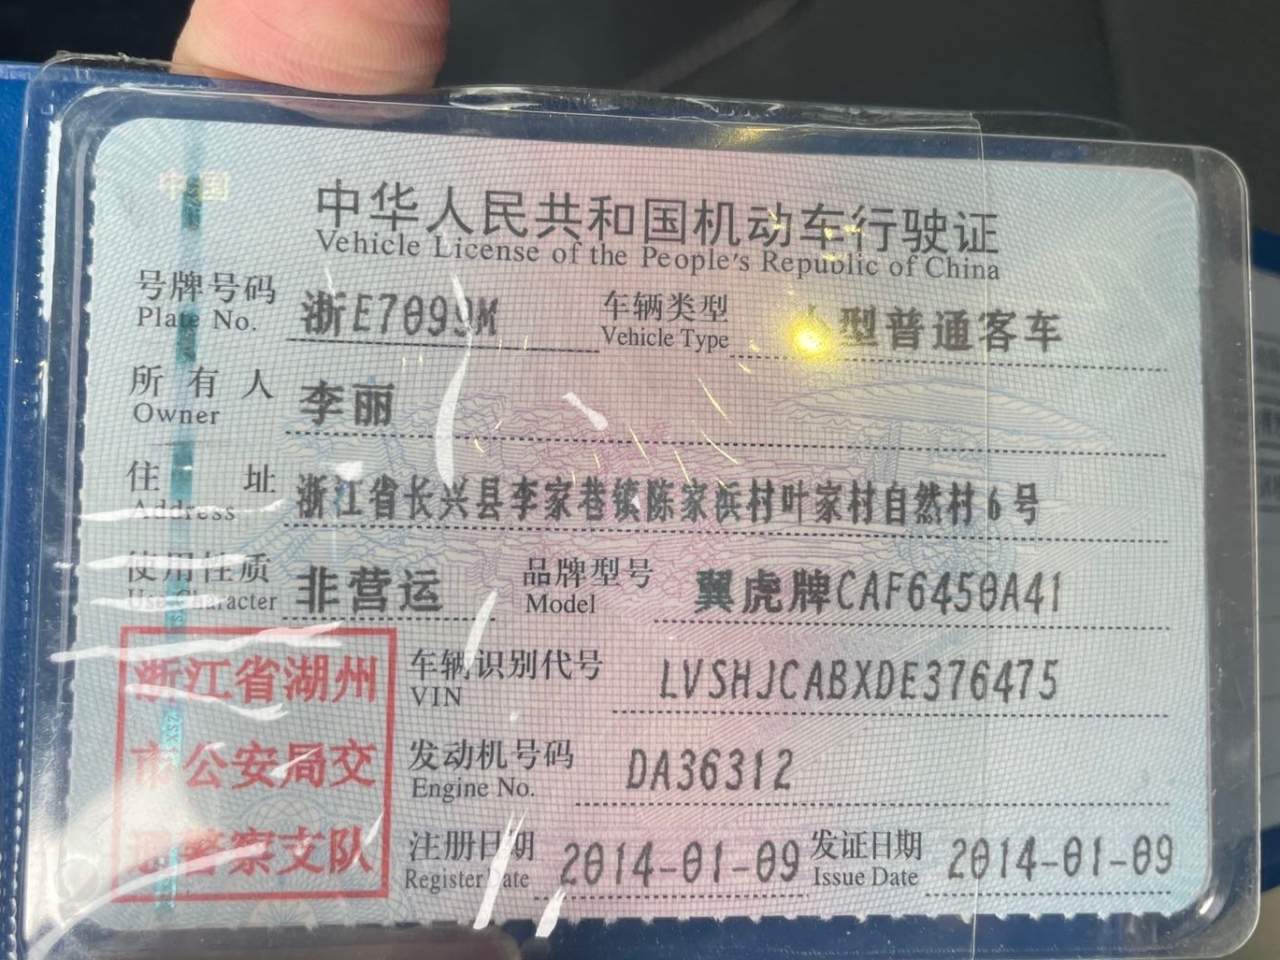 中国
中华人民共和国机动车行驶证
Vehicle License of the People's Republic of China
号牌号码 浙E7099M 车辆类型 小型普通客车
Plate No. Vehicle Type
所有人 李丽
Owner
住址 浙江省长兴县李家巷镇陈家浜村叶家村自然村6号
Address
使用性质 非营运 品牌型号 翼虎牌CAF6450A41
Use Character Model
浙江省湖州
市公安局交
通警察支队
车辆识别代号 LVSHJCABXDE376475
VIN
发动机号码 DA36312
Engine No.
注册日期 2014-01-09 发证日期 2014-01-09
Register Date Issue Date